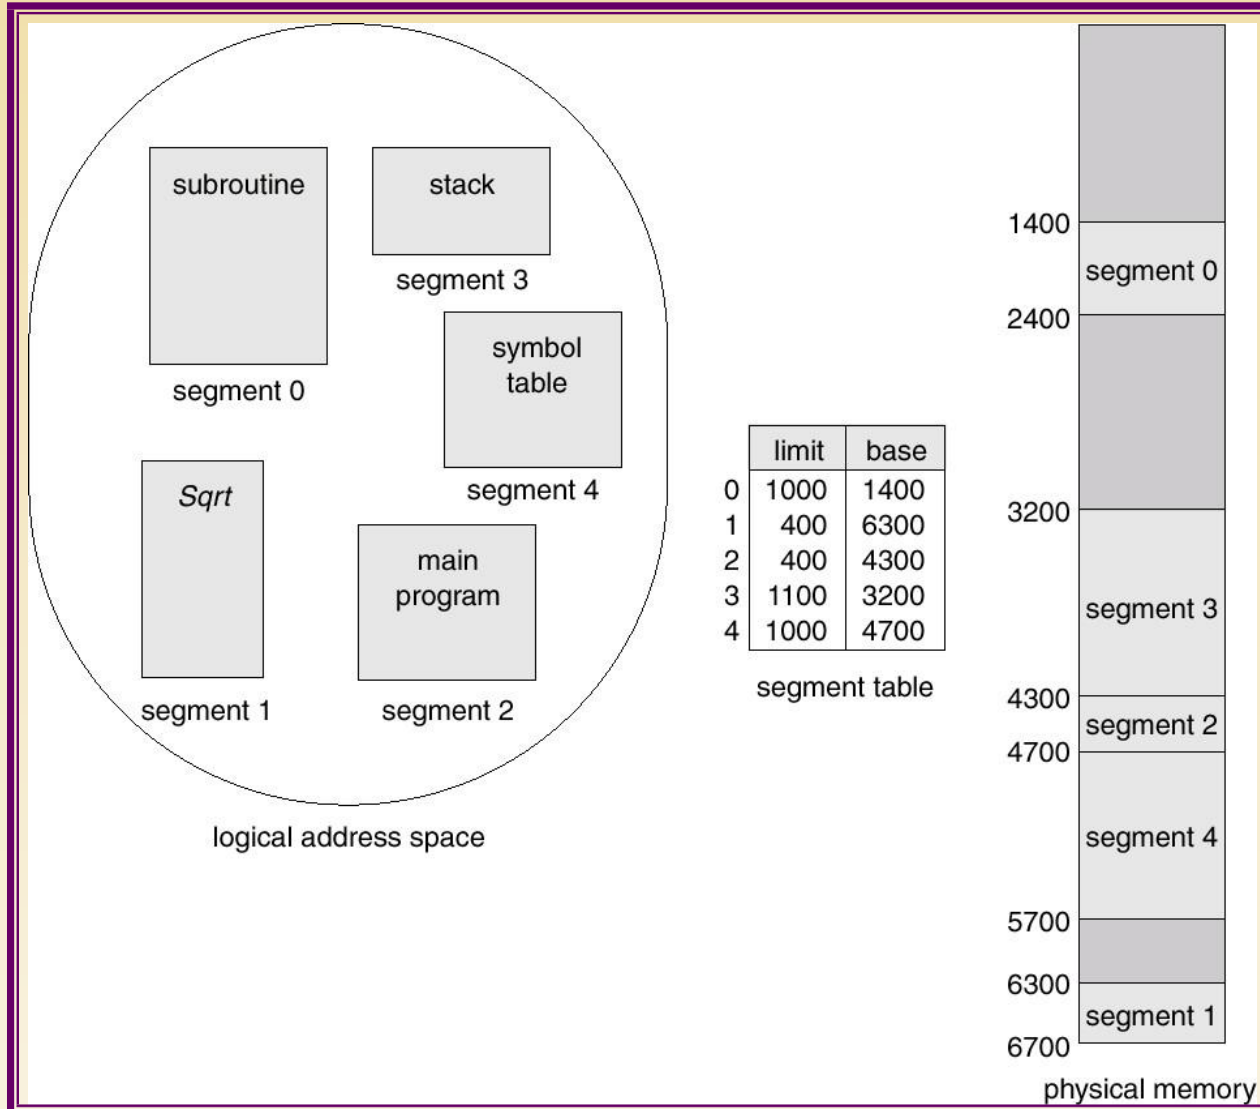 subroutine
segment 0
stack
segment 3
symbol
table
segment 4
Sqrt
segment 1
main
program
segment 2
logical address space
limit base
0 1000 1400
1 400 6300
2 400 4300
3 1100 3200
4 1000 4700
segment table
1400
segment 0
2400
3200
segment 3
4300
segment 2
4700
segment 4
5700
6300
segment 1
6700
physical memory